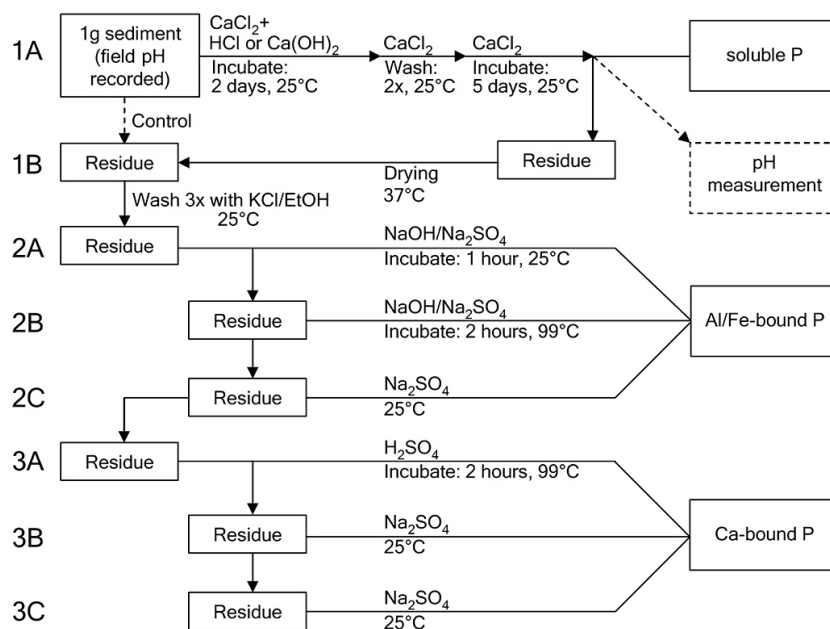 1A
1g sediment
(field pH
recorded)
CaCl₂+
HCl or Ca(OH)₂
Incubate:
2 days, 25°C
CaCl₂
Wash:
2x, 25°C
CaCl₂
Incubate:
5 days, 25°C
soluble P
Control
1B
Residue
Drying
37°C
Residue
pH
measurement
Wash 3x with KCl/EtOH
25°C
2A
Residue
NaOH/Na₂SO₄
Incubate: 1 hour, 25°C
2B
Residue
NaOH/Na₂SO₄
Incubate: 2 hours, 99°C
Al/Fe-bound P
2C
Residue
Na₂SO₄
25°C
3A
Residue
H₂SO₄
Incubate: 2 hours, 99°C
3B
Residue
Na₂SO₄
25°C
Ca-bound P
3C
Residue
Na₂SO₄
25°C